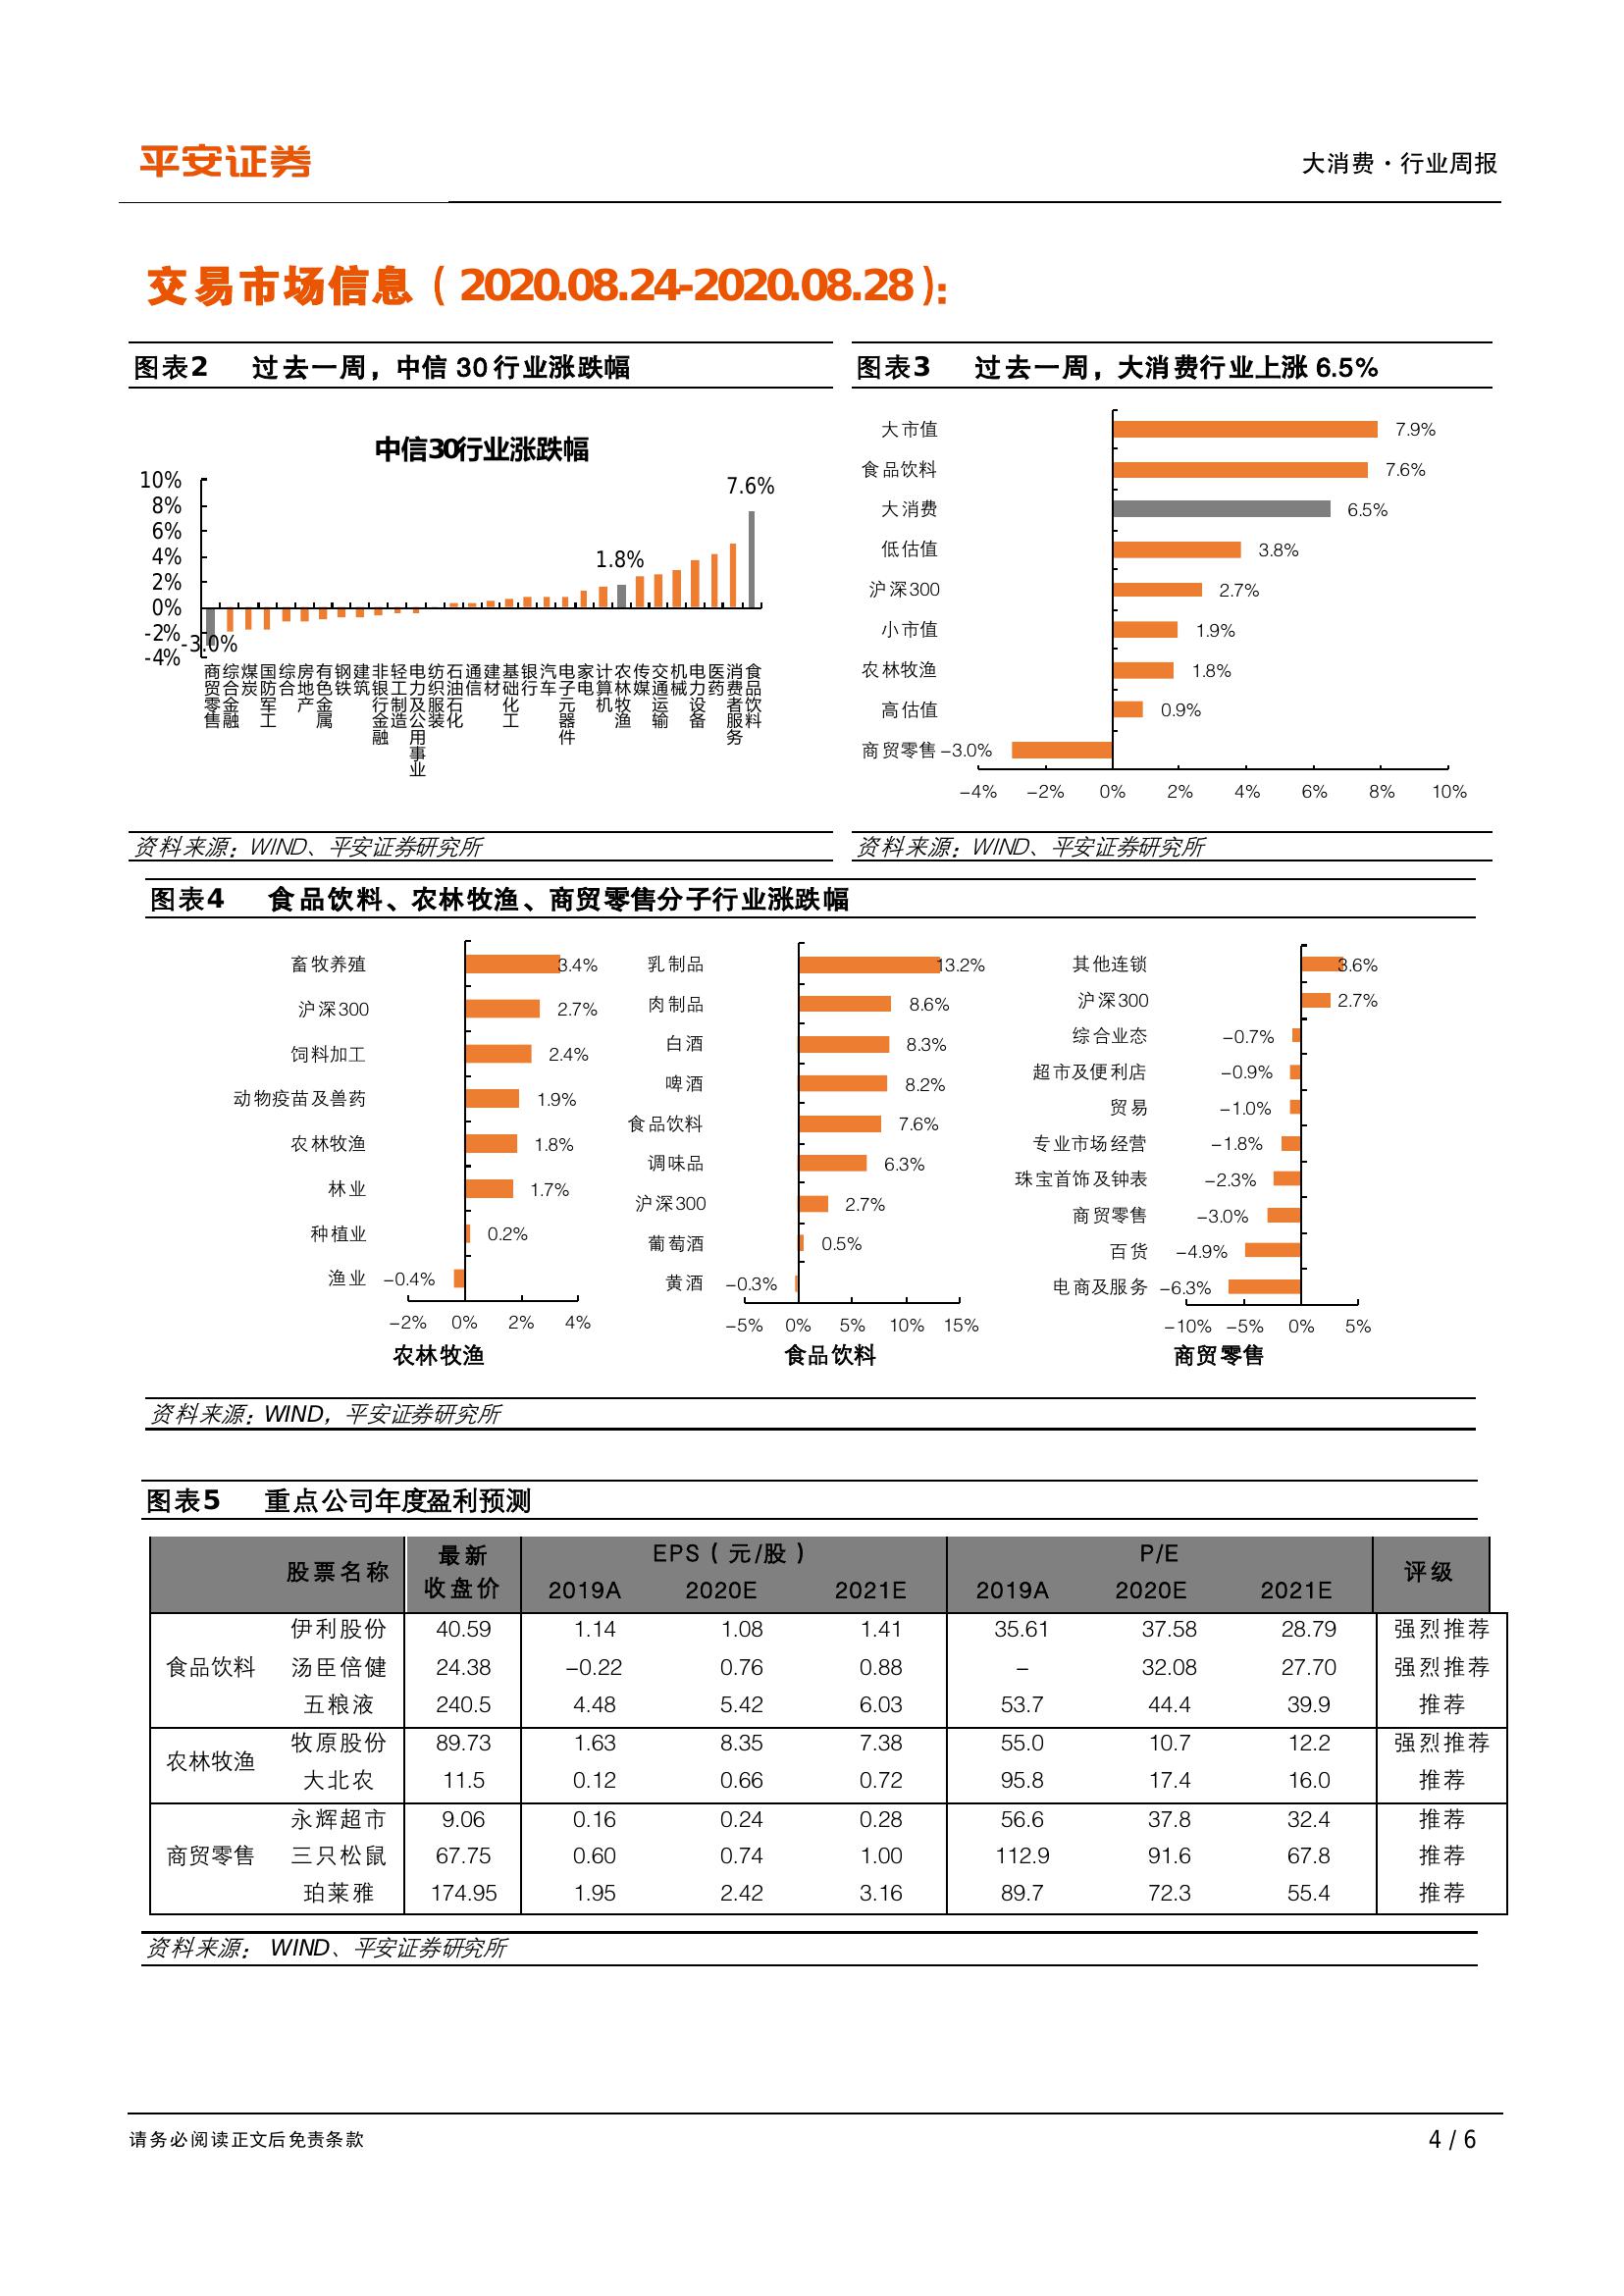 平安证券
大消费·行业周报
交易市场信息（2020.08.24-2020.08.28）：
图表2 过去一周，中信 30 行业涨跌幅
中信30行业涨跌幅
10%
8%
6%
4%
2%
0%
-2%
-4%
-3.0%
1.8%
7.6%
商贸零售
综合金融
煤炭
国防军工
综合
房地产
有色金属
钢铁
建筑
非银行金融
轻工制造
电力及公用事业
纺织服装
石油石化
通信
建材
基础化工
银行
汽车
电子元器件
家电
计算机
农林牧渔
传媒
交通运输
机械
电力设备
医药
消费者服务
食品饮料
资料来源：WIND、平安证券研究所
图表3 过去一周，大消费行业上涨 6.5%
大市值 7.9%
食品饮料 7.6%
大消费 6.5%
低估值 3.8%
沪深300 2.7%
小市值 1.9%
农林牧渔 1.8%
高估值 0.9%
商贸零售 -3.0%
-4% -2% 0% 2% 4% 6% 8% 10%
资料来源：WIND、平安证券研究所
图表4 食品饮料、农林牧渔、商贸零售分子行业涨跌幅
畜牧养殖 3.4%
沪深300 2.7%
饲料加工 2.4%
动物疫苗及兽药 1.9%
农林牧渔 1.8%
林业 1.7%
种植业 0.2%
渔业 -0.4%
-2% 0% 2% 4%
农林牧渔
乳制品 13.2%
肉制品 8.6%
白酒 8.3%
啤酒 8.2%
食品饮料 7.6%
调味品 6.3%
沪深300 2.7%
葡萄酒 0.5%
黄酒 -0.3%
-5% 0% 5% 10% 15%
食品饮料
其他连锁 3.6%
沪深300 2.7%
综合业态 -0.7%
超市及便利店 -0.9%
贸易 -1.0%
专业市场经营 -1.8%
珠宝首饰及钟表 -2.3%
商贸零售 -3.0%
百货 -4.9%
电商及服务 -6.3%
-10% -5% 0% 5%
商贸零售
资料来源：WIND，平安证券研究所
图表5 重点公司年度盈利预测
股票名称 最新收盘价 EPS（元/股） P/E 评级
2019A 2020E 2021E 2019A 2020E 2021E
食品饮料
伊利股份 40.59 1.14 1.08 1.41 35.61 37.58 28.79 强烈推荐
汤臣倍健 24.38 -0.22 0.76 0.88 - 32.08 27.70 强烈推荐
五粮液 240.5 4.48 5.42 6.03 53.7 44.4 39.9 推荐
农林牧渔
牧原股份 89.73 1.63 8.35 7.38 55.0 10.7 12.2 强烈推荐
大北农 11.5 0.12 0.66 0.72 95.8 17.4 16.0 推荐
商贸零售
永辉超市 9.06 0.16 0.24 0.28 56.6 37.8 32.4 推荐
三只松鼠 67.75 0.60 0.74 1.00 112.9 91.6 67.8 推荐
珀莱雅 174.95 1.95 2.42 3.16 89.7 72.3 55.4 推荐
资料来源： WIND、平安证券研究所
请务必阅读正文后免责条款
4 / 6